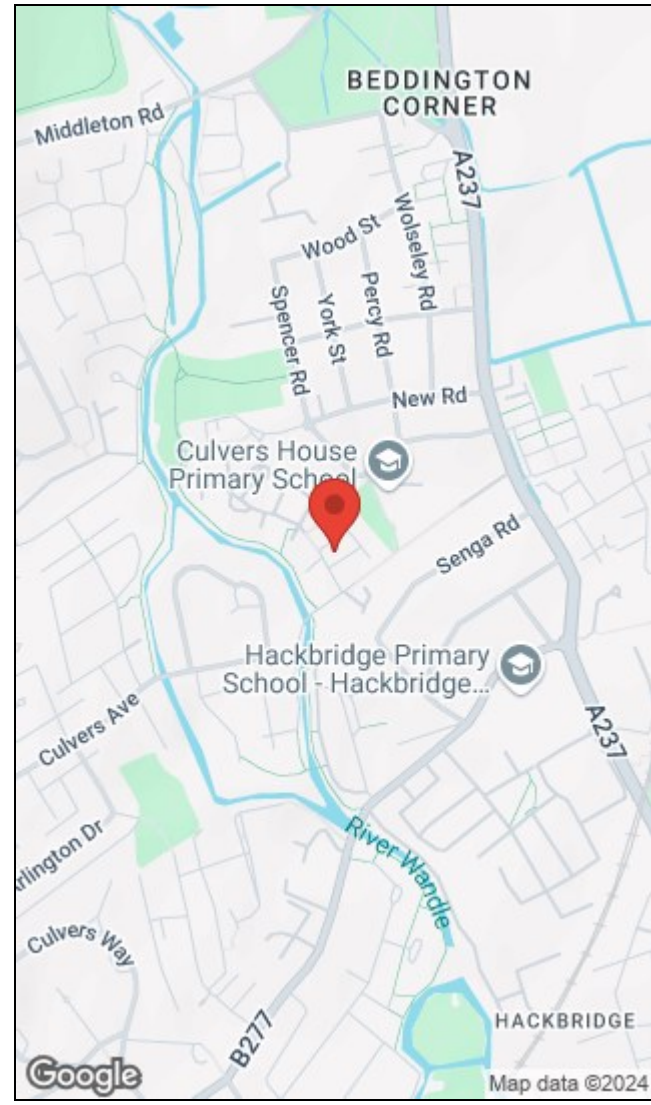 BEDDINGTON
CORNER
Middleton Rd
A237
Wolseley Rd
Wood St
Percy Rd
York St
Spencer Rd
New Rd
Culvers House
Primary School
Senga Rd
Hackbridge Primary
School - Hackbridge...
A237
Culvers Ave
Arlington Dr
River Wandle
Culvers Way
B277
HACKBRIDGE
Google
Map data ©2024